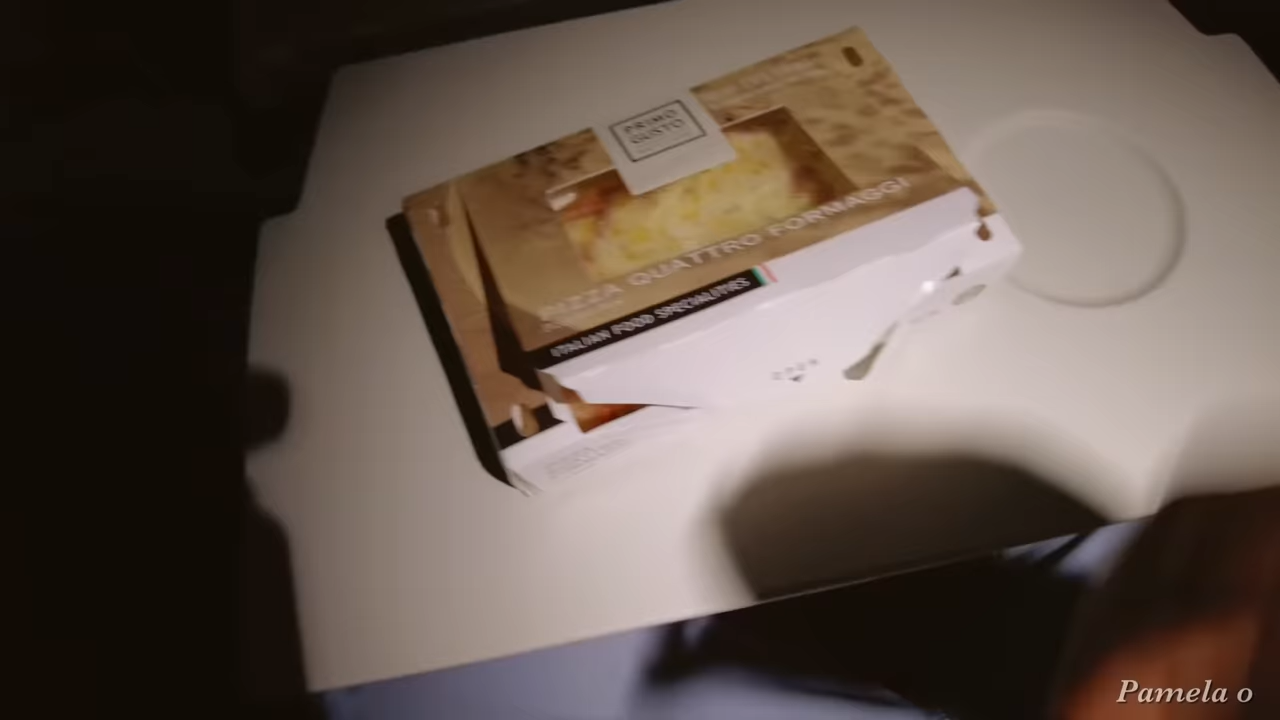 PRIMO
GUSTO
PIZZA QUATTRO FORMAGGI
ITALIAN FOOD SPECIALITIES
Pamela o